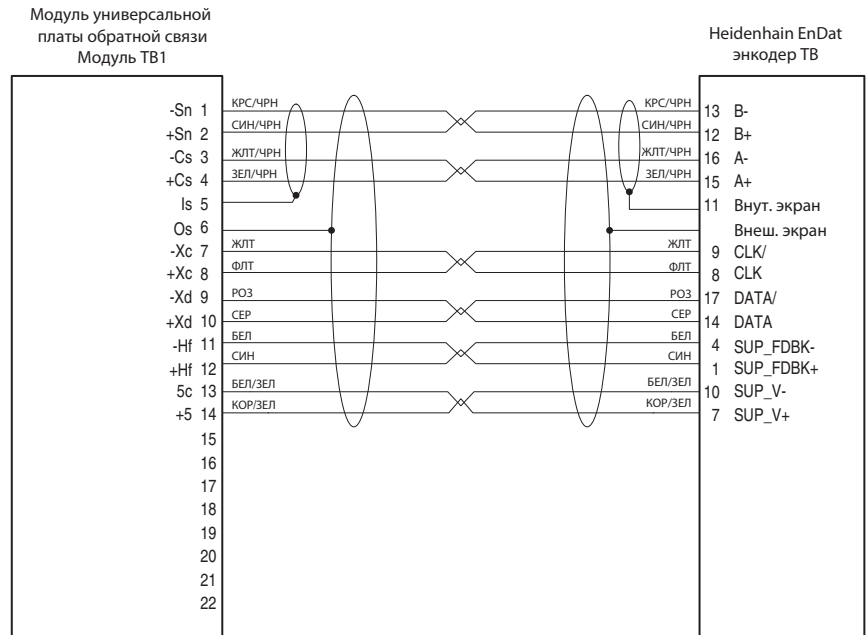 Модуль универсальной
платы обратной связи
Модуль ТВ1
Heidenhain EnDat
энкодер ТВ
-Sn 1 КРС/ЧРН КРС/ЧРН 13 B-
+Sn 2 СИН/ЧРН СИН/ЧРН 12 B+
-Cs 3 ЖЛТ/ЧРН ЖЛТ/ЧРН 16 A-
+Cs 4 ЗЕЛ/ЧРН ЗЕЛ/ЧРН 15 A+
Is 5 11 Внут. экран
Os 6 Внеш. экран
-Xc 7 ЖЛТ ЖЛТ 9 CLK/
+Xc 8 ФЛТ ФЛТ 8 CLK
-Xd 9 РОЗ РОЗ 17 DATA/
+Xd 10 СЕР СЕР 14 DATA
-Hf 11 БЕЛ БЕЛ 4 SUP_FDBK-
+Hf 12 СИН СИН 1 SUP_FDBK+
5c 13 БЕЛ/ЗЕЛ БЕЛ/ЗЕЛ 10 SUP_V-
+5 14 КОР/ЗЕЛ КОР/ЗЕЛ 7 SUP_V+
15
16
17
18
19
20
21
22